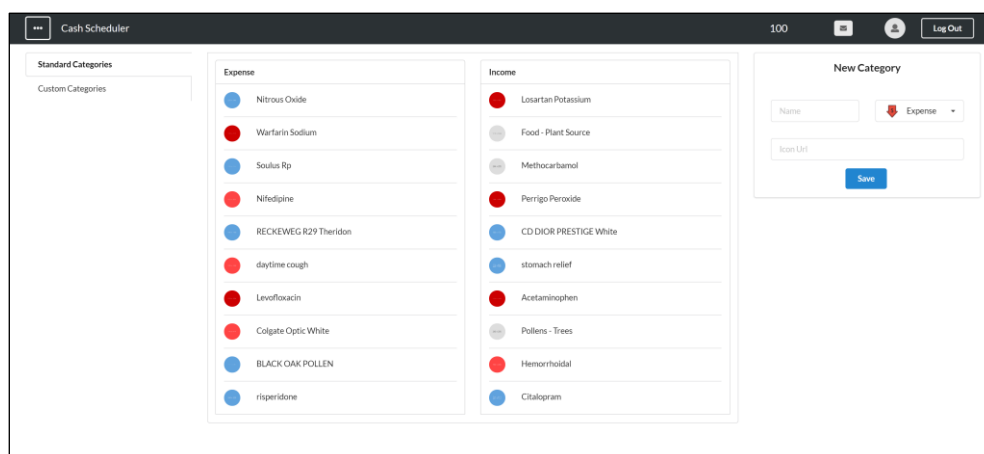 Cash Scheduler
100
Log Out
Standard Categories
Custom Categories
Expense
Nitrous Oxide
Warfarin Sodium
Soulus Rp
Nifedipine
RECKEWEG R29 Theridon
daytime cough
Levofloxacin
Colgate Optic White
BLACK OAK POLLEN
risperidone
Income
Losartan Potassium
Food - Plant Source
Methocarbamol
Perrigo Peroxide
CD DIOR PRESTIGE White
stomach relief
Acetaminophen
Pollens - Trees
Hemorrhoidal
Citalopram
New Category
Name
Expense
Icon Url
Save